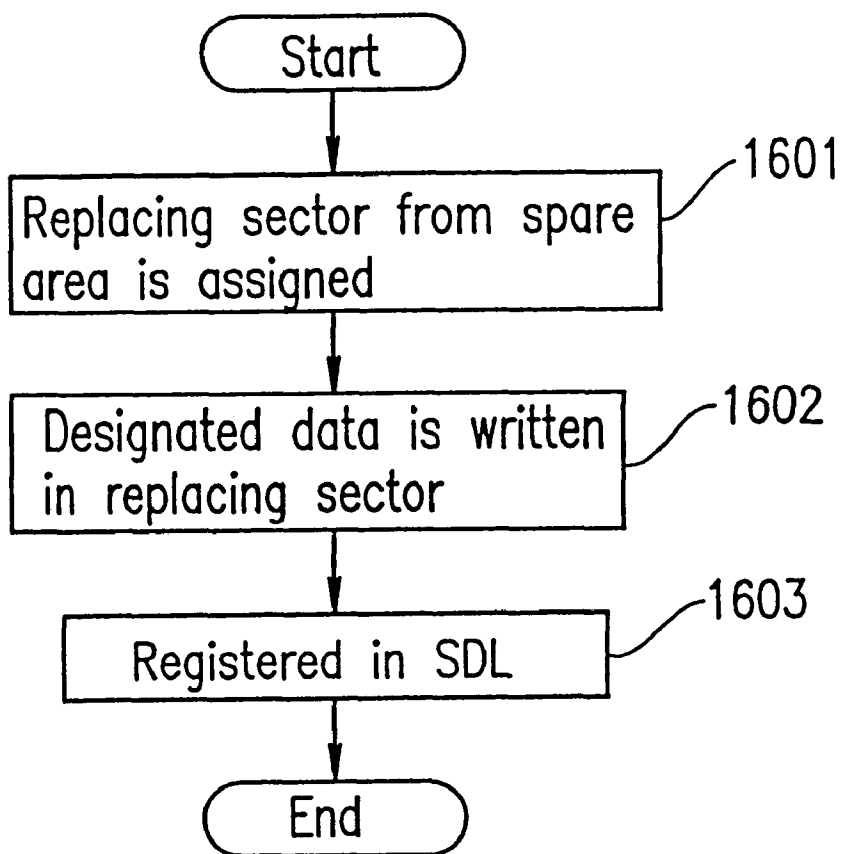 Start
1601
Replacing sector from spare
area is assigned
1602
Designated data is written
in replacing sector
1603
Registered in SDL
End